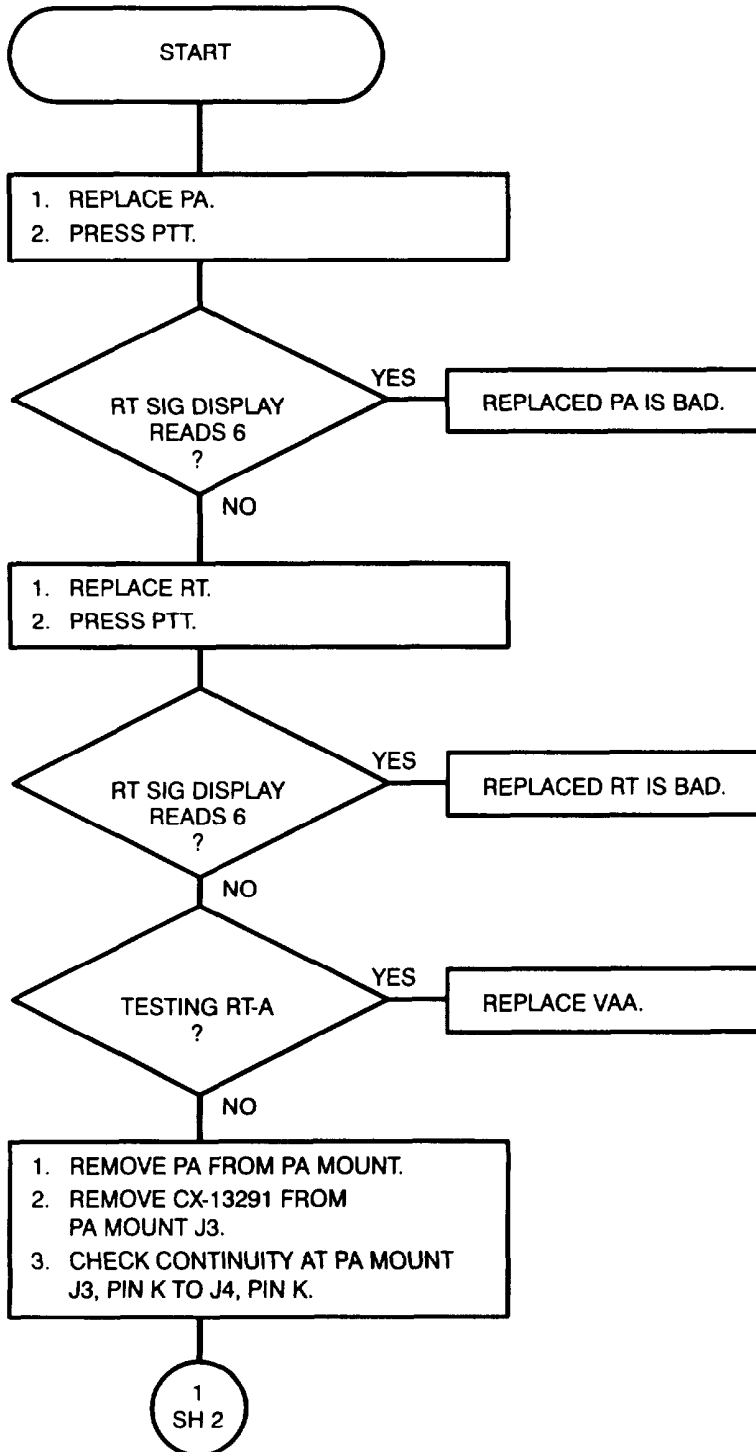 START
1. REPLACE PA.
2. PRESS PTT.
RT SIG DISPLAY
READS 6
?
YES
REPLACED PA IS BAD.
NO
1. REPLACE RT.
2. PRESS PTT.
RT SIG DISPLAY
READS 6
?
YES
REPLACED RT IS BAD.
NO
TESTING RT-A
?
YES
REPLACE VAA.
NO
1. REMOVE PA FROM PA MOUNT.
2. REMOVE CX-13291 FROM
PA MOUNT J3.
3. CHECK CONTINUITY AT PA MOUNT
J3, PIN K TO J4, PIN K.
1
SH 2